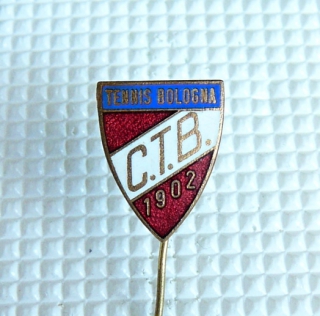 TENNIS BOLOGNA
C.T.B.
1902